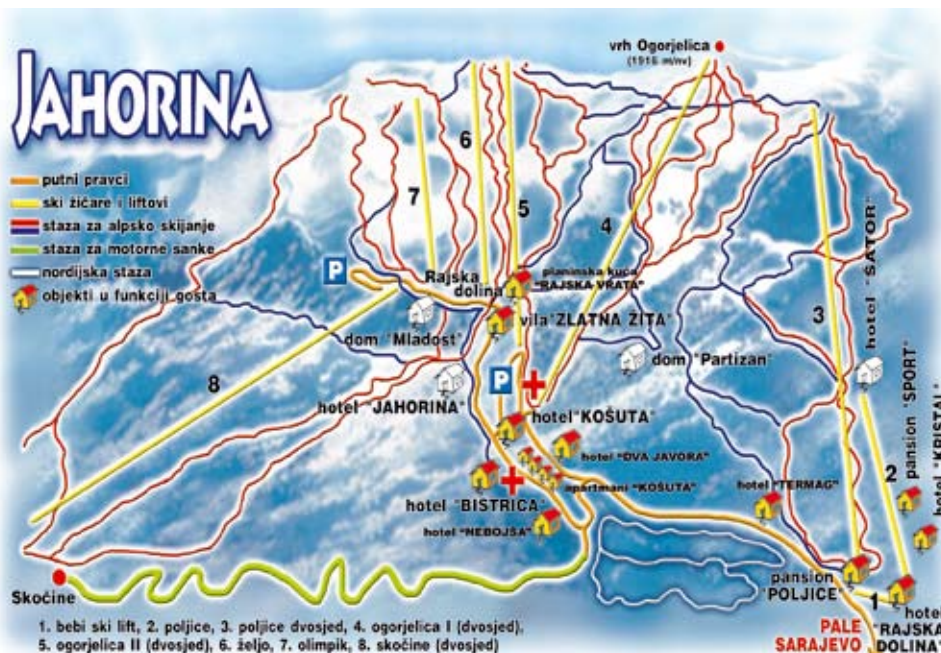 vrh Ogorjelica
(1916 m/nv)
JAHORINA
putni pravci
ski žičare i liftovi
staza za alpsko skijanje
staza za motorne sanke
nordijska staza
objekti u funkciji gosta
6
7
5
4
3
P
Rajska
dolina
planinska kuća
"RAJSKA VRATA"
vila "ZLATNA ŽITA"
dom "Mladost"
dom "Partizan"
hotel "ŠATOR"
8
P
hotel "JAHORINA"
hotel "KOŠUTA"
hotel "DVA JAVORA"
apartmani "KOŠUTA"
pansion "SPORT"
hotel "KRISTAL"
2
hotel "TERMAG"
hotel "BISTRICA"
hotel "NEBOJŠA"
pansion
"POLJICE"
1
hotel
"RAJSKA
DOLINA"
Skočine
PALE
SARAJEVO
1. bebi ski lift, 2. poljice, 3. poljice dvosjed, 4. ogorjelica I (dvosjed),
5. ogorjelica II (dvosjed), 6. željo, 7. olimpik, 8. skočine (dvosjed)